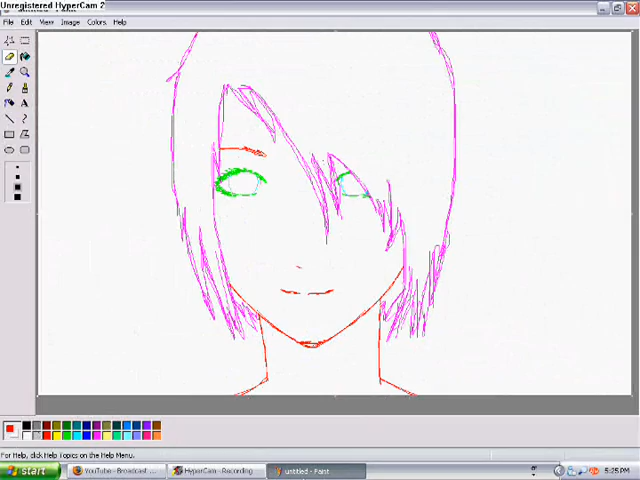 Unregistered HyperCam 2
File Edit View Image Colors Help
For Help, click Help Topics on the Help Menu.
start YouTube - Broadcast ... HyperCam - Recording untitled - Paint 5:25 PM